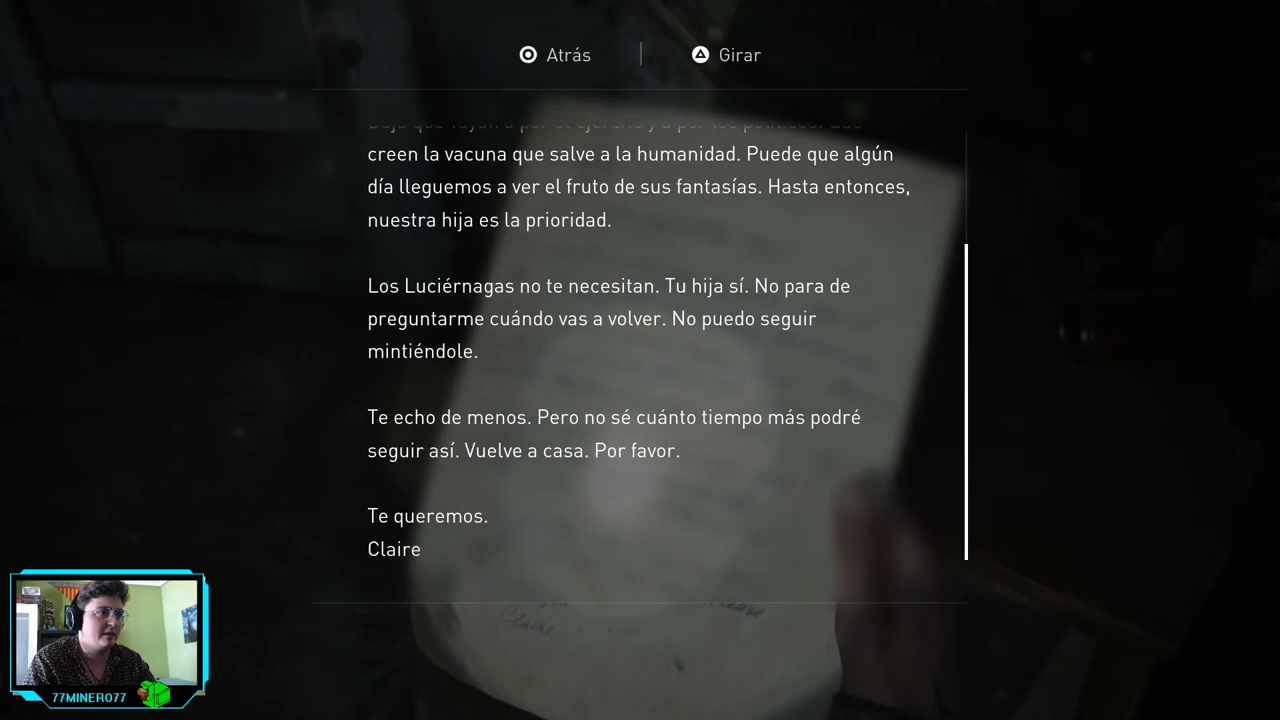 Atrás
Girar
creen la vacuna que salve a la humanidad. Puede que algún
día lleguemos a ver el fruto de sus fantasías. Hasta entonces,
nuestra hija es la prioridad.
Los Luciérnagas no te necesitan. Tu hija sí. No para de
preguntarme cuándo vas a volver. No puedo seguir
mintiéndole.
Te echo de menos. Pero no sé cuánto tiempo más podré
seguir así. Vuelve a casa. Por favor.
Te queremos.
Claire
Claire
77MINERO77